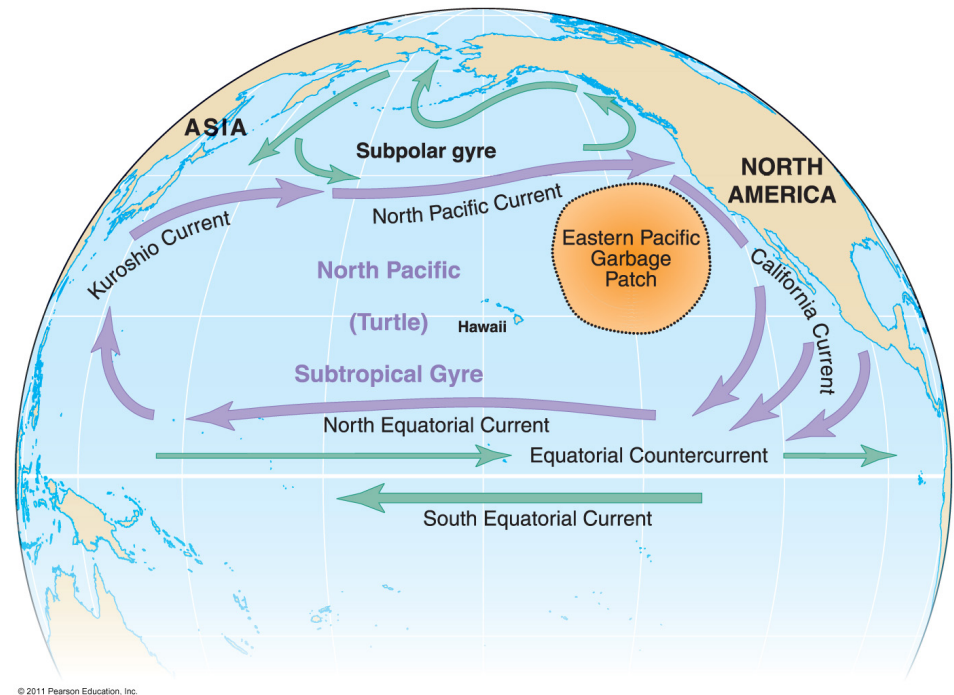 ASIA
Subpolar gyre
NORTH
AMERICA
North Pacific Current
Kuroshio Current
Eastern Pacific
Garbage
Patch
California Current
North Pacific
(Turtle)
Hawaii
Subtropical Gyre
North Equatorial Current
Equatorial Countercurrent
South Equatorial Current
© 2011 Pearson Education, Inc.